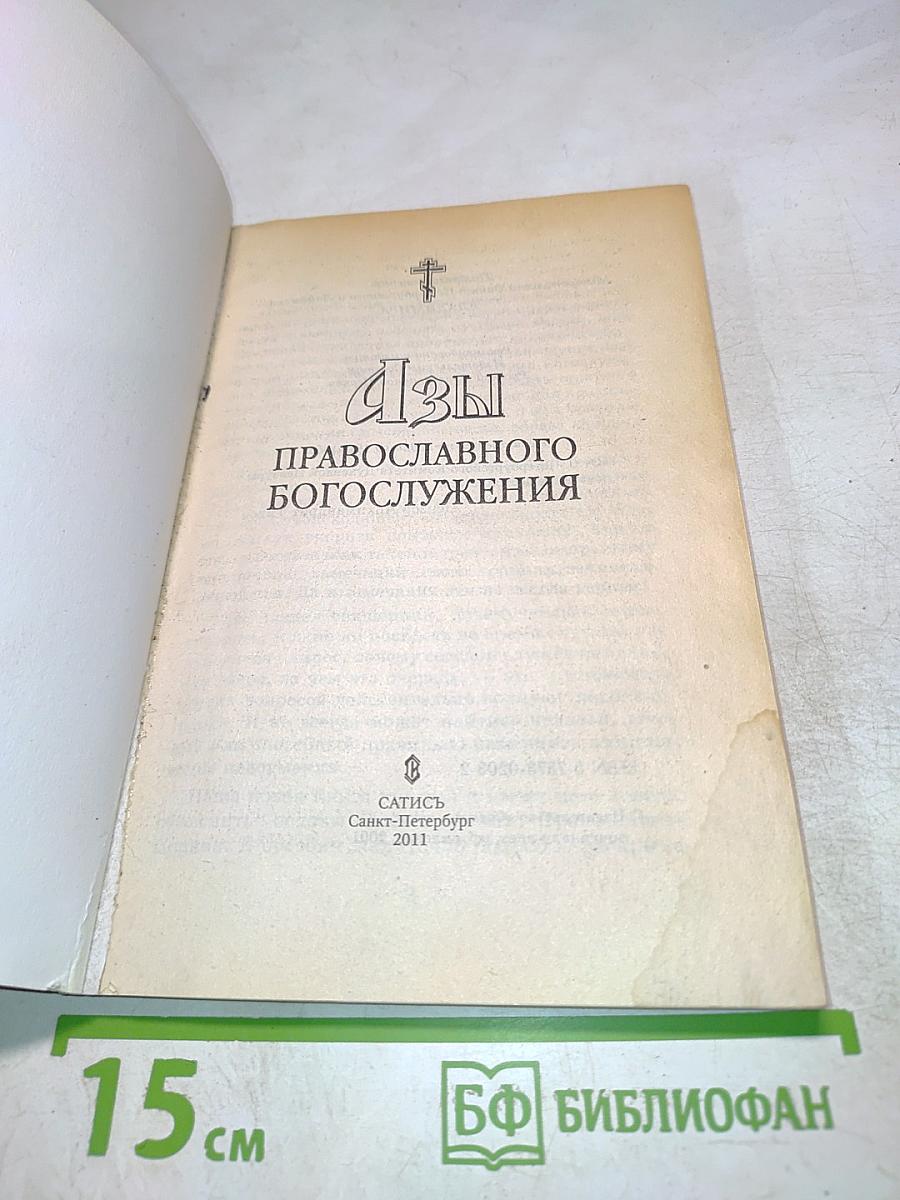 Азы
ПРАВОСЛАВНОГО
БОГОСЛУЖЕНИЯ
САТИСЪ
Санкт-Петербург
2011
15 см
БФ БИБЛИОФАН